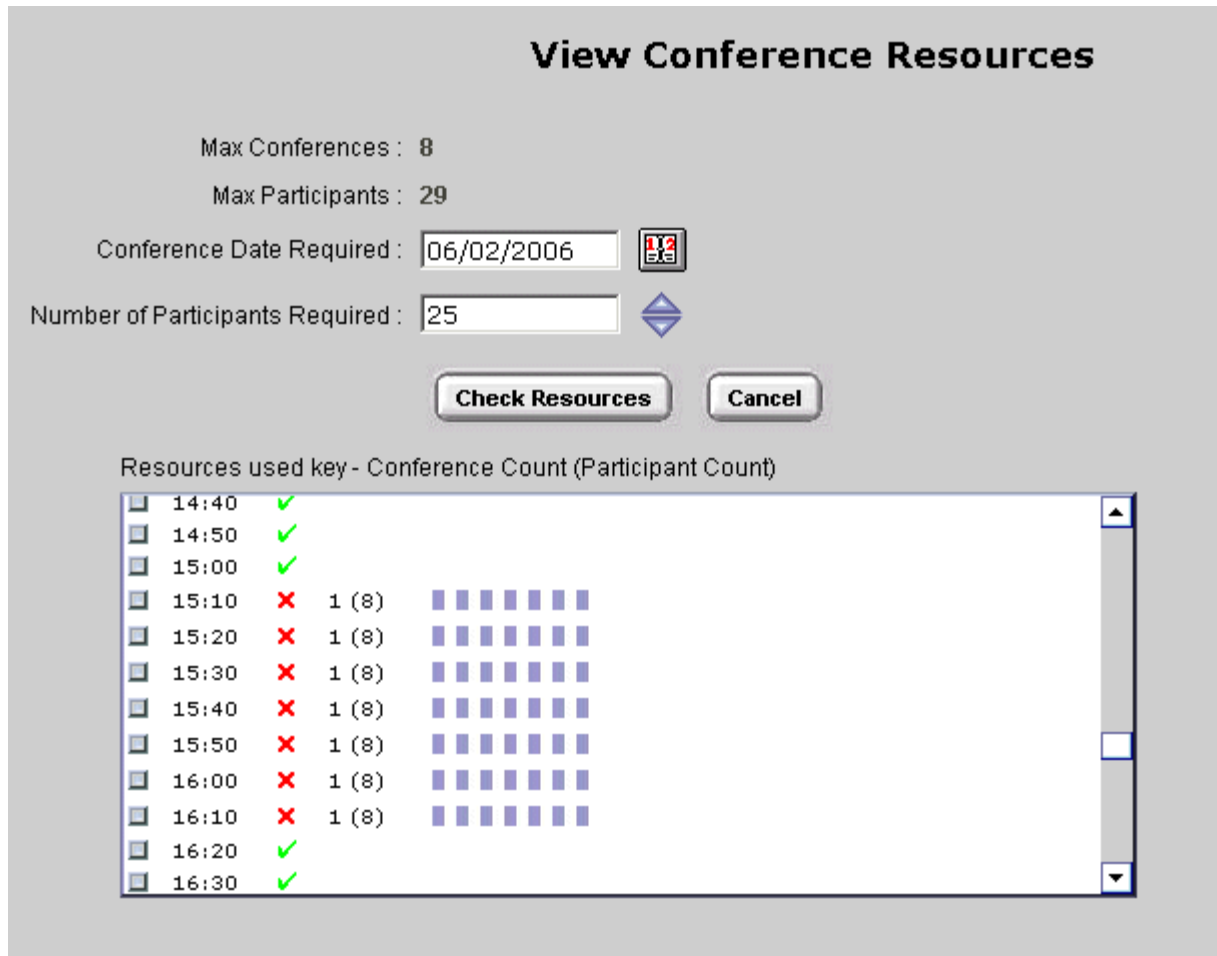 View Conference Resources
Max Conferences : 8
Max Participants : 29
Conference Date Required : 06/02/2006
Number of Participants Required : 25
Check Resources Cancel
Resources used key - Conference Count (Participant Count)
14:40
14:50
15:00
15:10 1 (8)
15:20 1 (8)
15:30 1 (8)
15:40 1 (8)
15:50 1 (8)
16:00 1 (8)
16:10 1 (8)
16:20
16:30